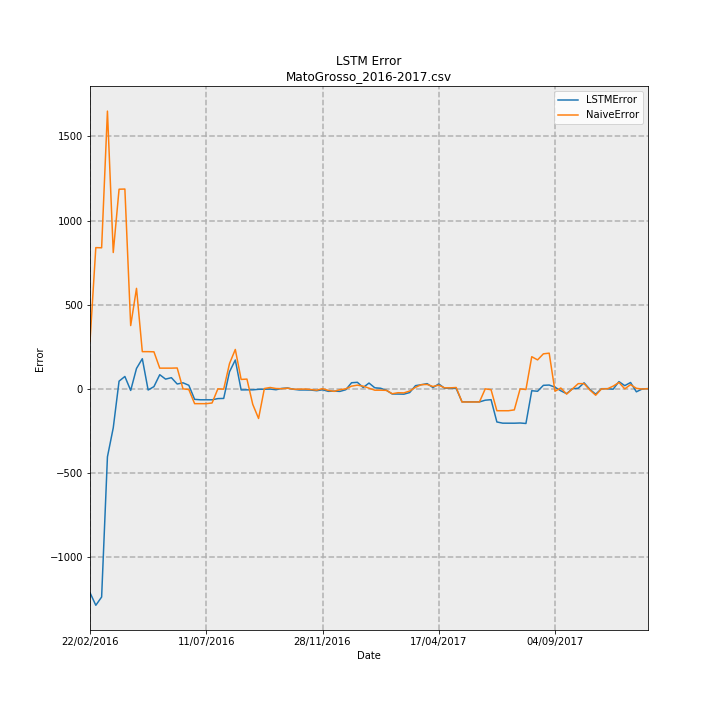 LSTM Error
MatoGrosso_2016-2017.csv
LSTMError
NaiveError
1500
1000
500
0
−500
−1000
Error
22/02/2016
11/07/2016
28/11/2016
17/04/2017
04/09/2017
Date